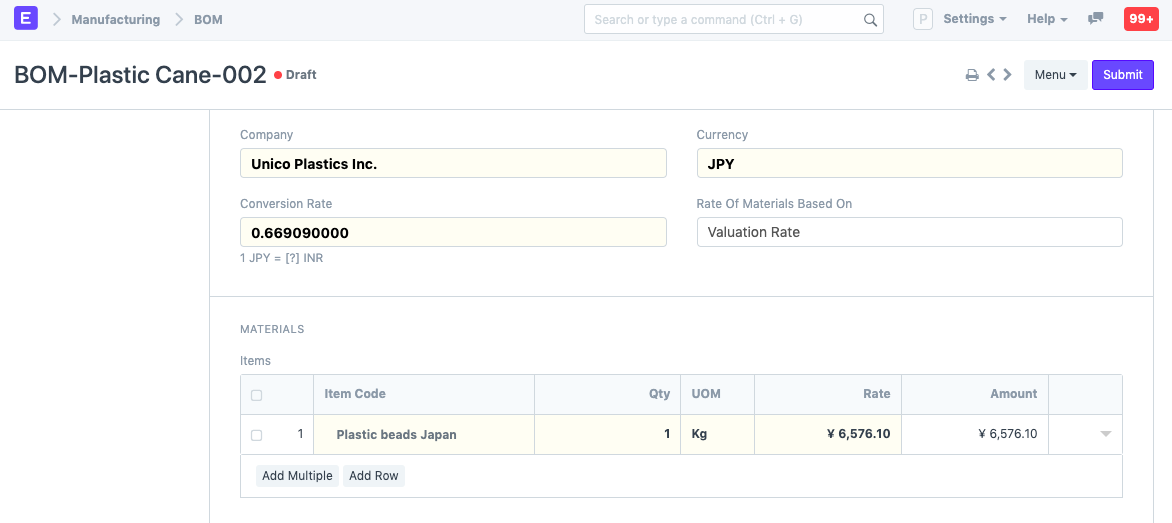 E Manufacturing BOM Search or type a command (Ctrl + G) P Settings Help 99+
BOM-Plastic Cane-002 Draft Menu Submit
Company Currency
Unico Plastics Inc. JPY
Conversion Rate Rate Of Materials Based On
0.669090000 Valuation Rate
1 JPY = [?] INR
MATERIALS
Items
Item Code Qty UOM Rate Amount
1 Plastic beads Japan 1 Kg ¥ 6,576.10 ¥ 6,576.10
Add Multiple Add Row